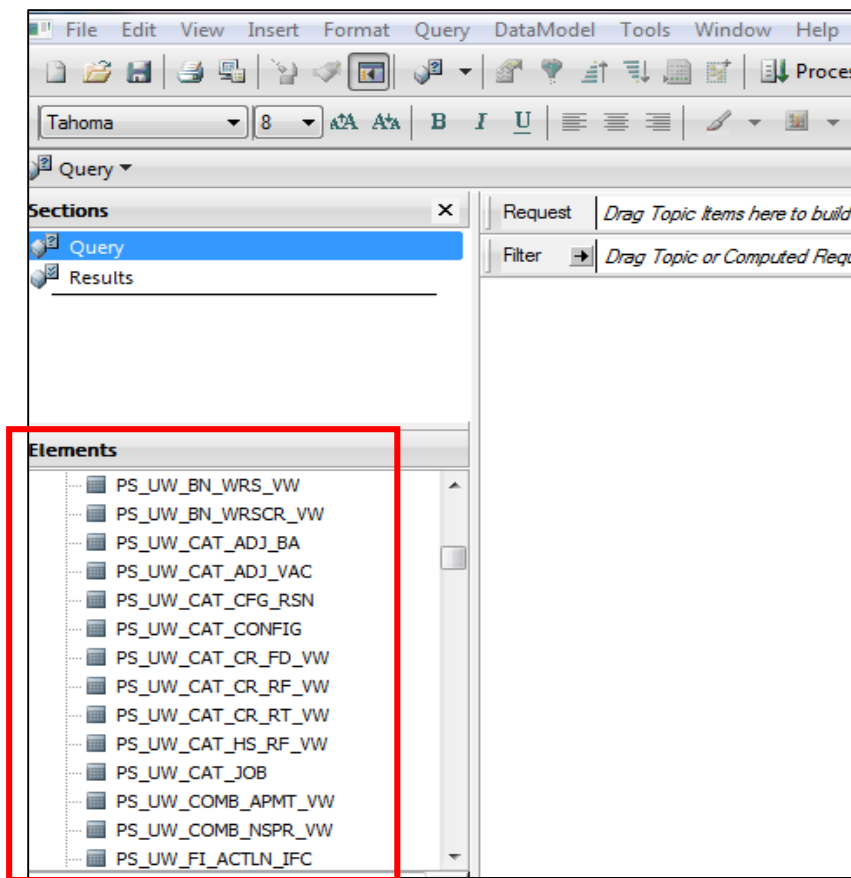 File Edit View Insert Format Query DataModel Tools Window Help
Proces
Tahoma 8 B I U
Query
Sections
Request Drag Topic Items here to build
Query
Filter Drag Topic or Computed Requ
Results
Elements
PS_UW_BN_WRS_VW
PS_UW_BN_WRSCR_VW
PS_UW_CAT_ADJ_BA
PS_UW_CAT_ADJ_VAC
PS_UW_CAT_CFG_RSN
PS_UW_CAT_CONFIG
PS_UW_CAT_CR_FD_VW
PS_UW_CAT_CR_RF_VW
PS_UW_CAT_CR_RT_VW
PS_UW_CAT_HS_RF_VW
PS_UW_CAT_JOB
PS_UW_COMB_APMT_VW
PS_UW_COMB_NSPR_VW
PS_UW_FI_ACTLN_IFC